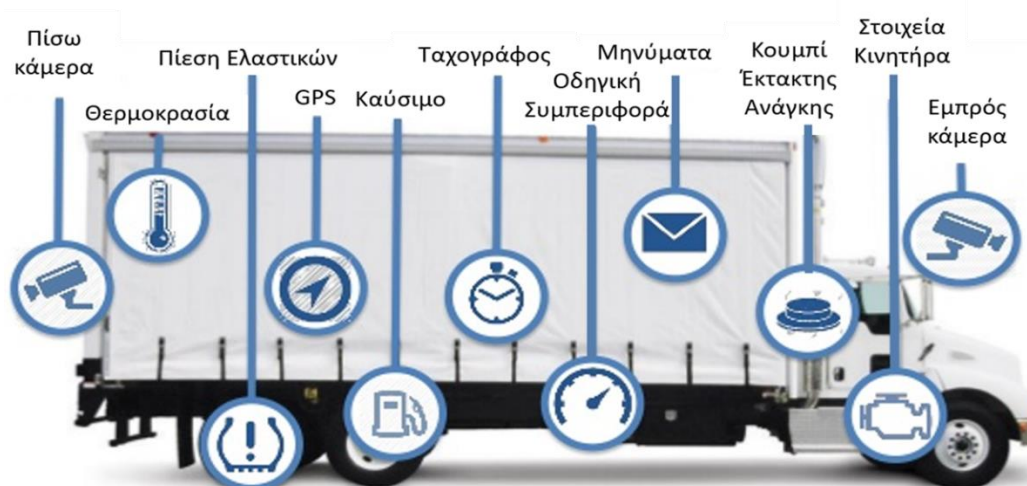 Πίσω
κάμερα
Θερμοκρασία
Πίεση Ελαστικών
GPS
Καύσιμο
Ταχογράφος
Οδηγική
Συμπεριφορά
Μηνύματα
Κουμπί
Έκτακτης
Ανάγκης
Στοιχεία
Κινητήρα
Εμπρός
κάμερα